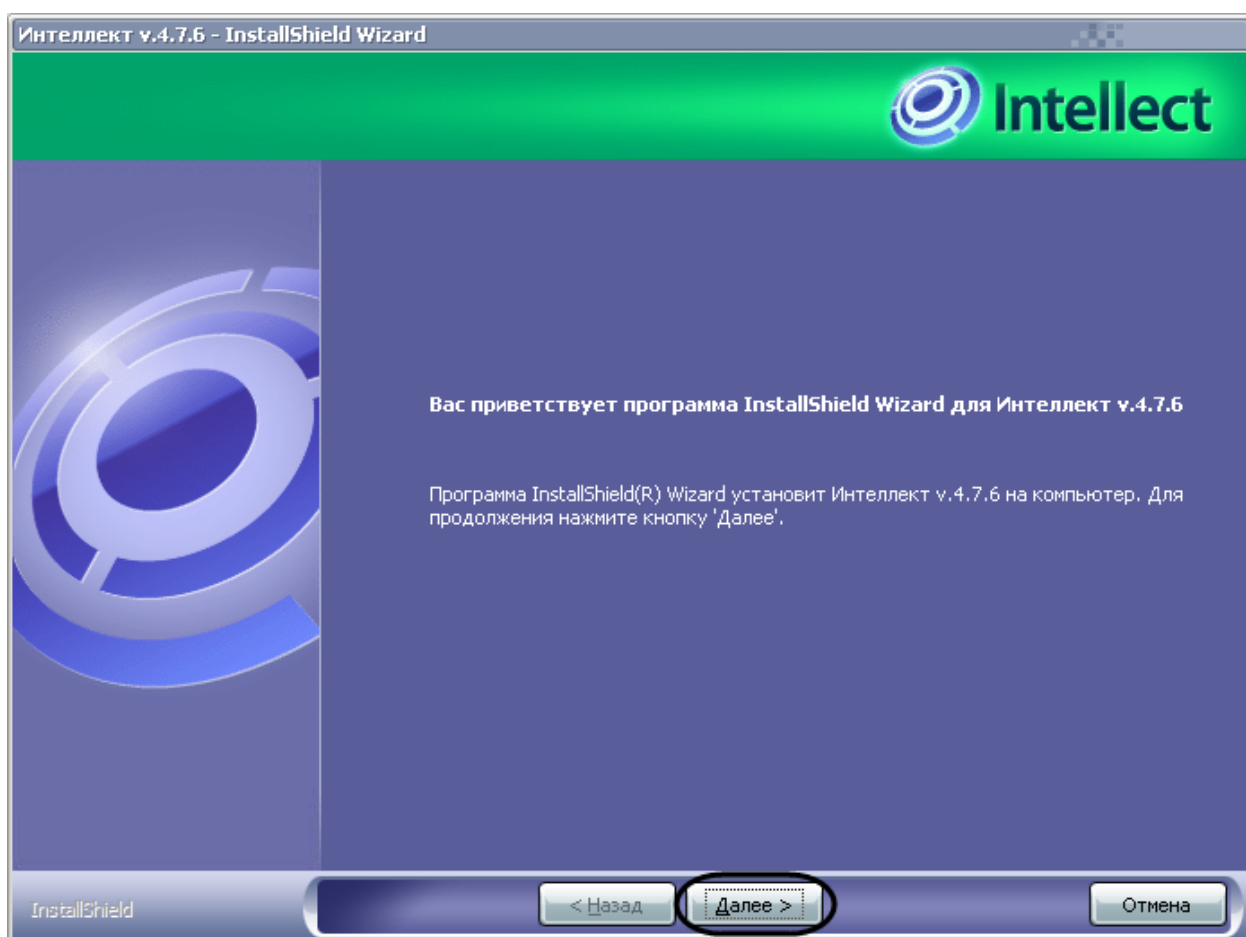 Интеллект v.4.7.6 - InstallShield Wizard
Intellect
Вас приветствует программа InstallShield Wizard для Интеллект v.4.7.6
Программа InstallShield(R) Wizard установит Интеллект v.4.7.6 на компьютер. Для
продолжения нажмите кнопку 'Далее'.
InstallShield
< Назад
Далее >
Отмена